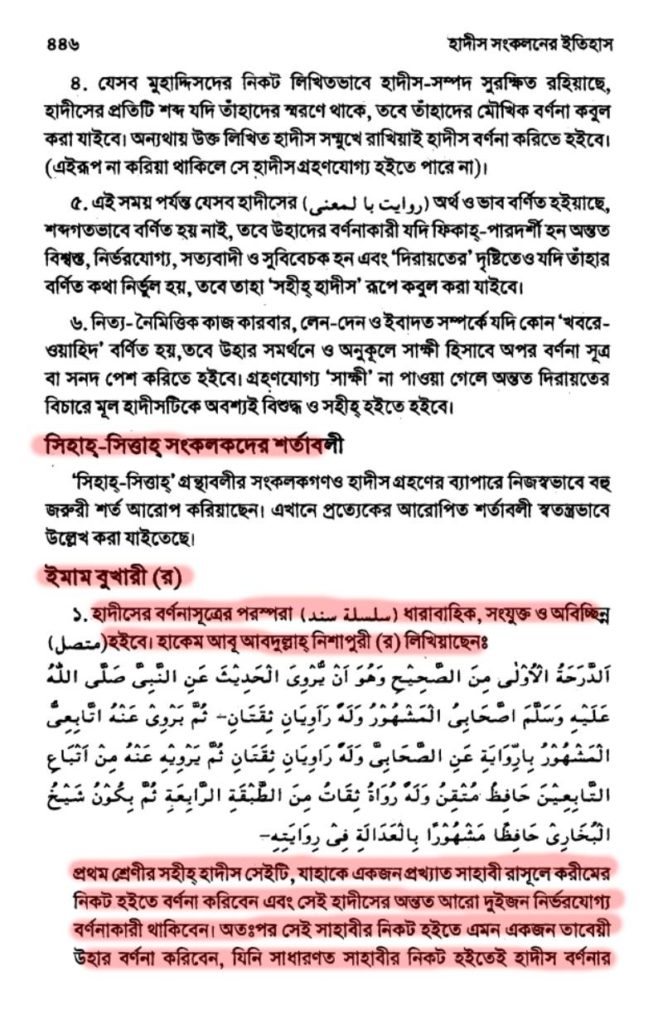 ৪৪৬ হাদীস সংকলনের ইতিহাস
৪. যেসব মুহাদ্দিসদের নিকট লিখিতভাবে হাদীস-সম্পদ সুরক্ষিত রহিয়াছে,
হাদীসের প্রতিটি শব্দ যদি তাঁহাদের স্মরণে থাকে, তবে তাঁহাদের মৌখিক বর্ণনা কবুল
করা যাইবে। অন্যথায় উক্ত লিখিত হাদীস সম্মুখে রাখিয়াই হাদীস বর্ণনা করিতে হইবে।
(এইরূপ না করিয়া থাকিলে সে হাদীস গ্রহণযোগ্য হইতে পারে না)।
৫. এই সময় পর্যন্ত যেসব হাদীসের (روايت با لمعنى) অর্থ ও ভাব বর্ণিত হইয়াছে,
শব্দগতভাবে বর্ণিত হয় নাই, তবে উহাদের বর্ণনাকারী যদি ফিকাহ্-পারদর্শী হন অন্তত
বিশ্বস্ত, নির্ভরযোগ্য, সত্যবাদী ও সুবিবেচক হন এবং ‘দিরায়তের’ দৃষ্টিতেও যদি তাঁহার
বর্ণিত কথা নির্ভুল হয়, তবে তাহা ‘সহীহ্ হাদীস’ রূপে কবুল করা যাইবে।
৬. নিত্য- নৈমিত্তিক কাজ কারবার, লেন-দেন ও ইবাদত সম্পর্কে যদি কোন ‘খবরে-
ওয়াহিদ’ বর্ণিত হয়,তবে উহার সমর্থনে ও অনুকূলে সাক্ষী হিসাবে অপর বর্ণনা সূত্র
বা সনদ পেশ করিতে হইবে। গ্রহণযোগ্য ‘সাক্ষী’ না পাওয়া গেলে অন্তত দিরায়তের
বিচারে মূল হাদীসটিকে অবশ্যই বিশুদ্ধ ও সহীহ্ হইতে হইবে।
সিহাহ্-সিত্তাহ্ সংকলকদের শর্তাবলী
‘সিহাহ্-সিত্তাহ্’ গ্রন্থাবলীর সংকলকগণও হাদীস গ্রহণের ব্যাপারে নিজস্বভাবে বহু
জরুরী শর্ত আরোপ করিয়াছেন। এখানে প্রত্যেকের আরোপিত শর্তাবলী স্বতন্ত্রভাবে
উল্লেখ করা যাইতেছে।
ইমাম বুখারী (র)
১. হাদীসের বর্ণনাসূত্রের পরম্পরা (سلسلة سند) ধারাবাহিক, সংযুক্ত ও অবিচ্ছিন্ন
(متصل) হইবে। হাকেম আবূ আবদুল্লাহ্ নিশাপুরী (র) লিখিয়াছেনঃ
اَلدَّرَجَةُ الْاُوْلٰى مِنَ الصَّحِيْحِ وَهُوَ اَنْ يُّرْوِىَ الْحَدِيْثَ عَنِ النَّبِىِّ صَلَّى اللّٰهُ
عَلَيْهِ وَسَلَّمَ اصْحَابِىُ الْمَشْهُوْرُ وَلَهٗ رَاوِيَانِ ثِقَتَانِ– ثُمَّ يَرْوِىْ عَنْهُ اتَابِعِىُّ
الْمَشْهُوْرُ بِارِّوَايَةِ عَنِ الصَّحَابِىِّ وَلَهٗ رَاوِيَانِ ثِقَتَانِ ثُمَّ يَرْوِيْهِ عَنْهُ مِنْ اَتْبَاعِ
التَّابِعِيْنَ حَافِظُ مُتْقِنُ وَلَهٗ رُوَاةُ ثِقَاتُ مِنَ الطَّبْقَةِ الرَّابِعَةِ ثُمَّ يَكُوْنُ شَيْخُ
الْبُخَارِىِّ حَافِظًا مَشْهُوْرًا بِالْعَدَالَةِ فِىْ رِوَايَتِهٖ–
প্রথম শ্রেণীর সহীহ্ হাদীস সেইটি, যাহাকে একজন প্রখ্যাত সাহাবী রাসূলে করীমের
নিকট হইতে বর্ণনা করিবেন এবং সেই হাদীসের অন্তত আরো দুইজন নির্ভরযোগ্য
বর্ণনাকারী থাকিবেন। অতঃপর সেই সাহাবীর নিকট হইতে এমন একজন তাবেয়ী
উহার বর্ণনা করিবেন, যিনি সাধারণত সাহাবীর নিকট হইতেই হাদীস বর্ণনার